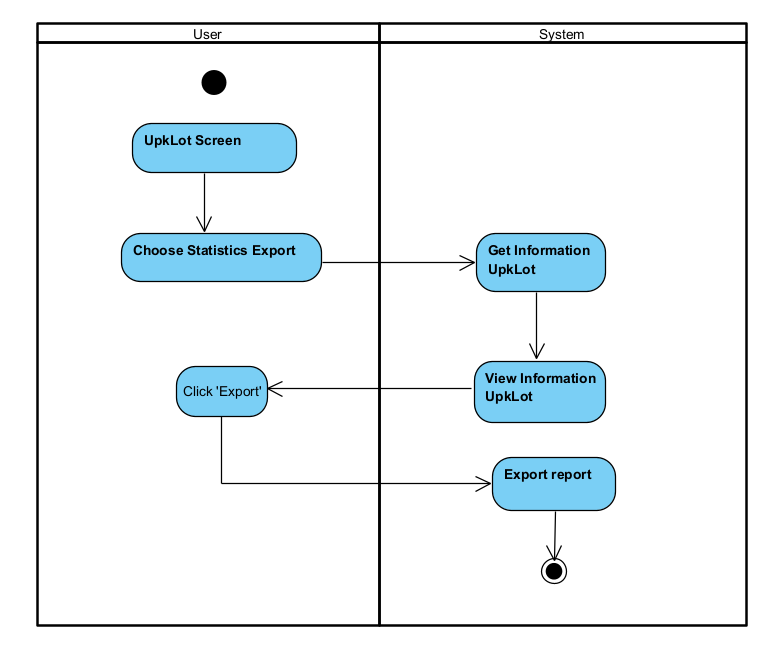 User
System
UpkLot Screen
Choose Statistics Export
Get Information
UpkLot
View Information
UpkLot
Click 'Export'
Export report